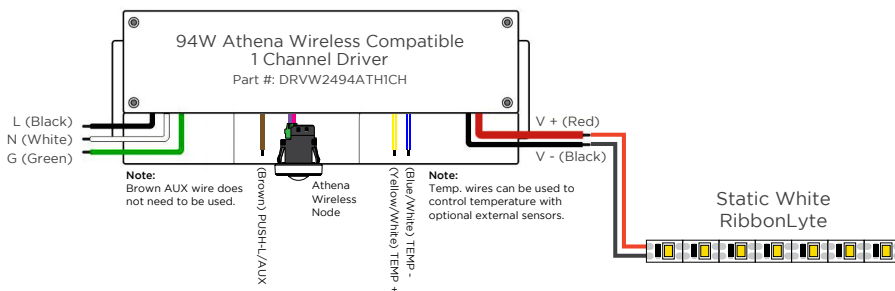 94W Athena Wireless Compatible
1 Channel Driver
Part #: DRVW2494ATH1CH
L (Black)
N (White)
G (Green)
V + (Red)
V - (Black)
Note:
Brown AUX wire does
not need to be used.
(Brown) PUSH-L/AUX
Athena
Wireless
Node
(Yellow/White) TEMP +
(Blue/White) TEMP -
Note:
Temp. wires can be used to
control temperature with
optional external sensors.
Static White
RibbonLyte